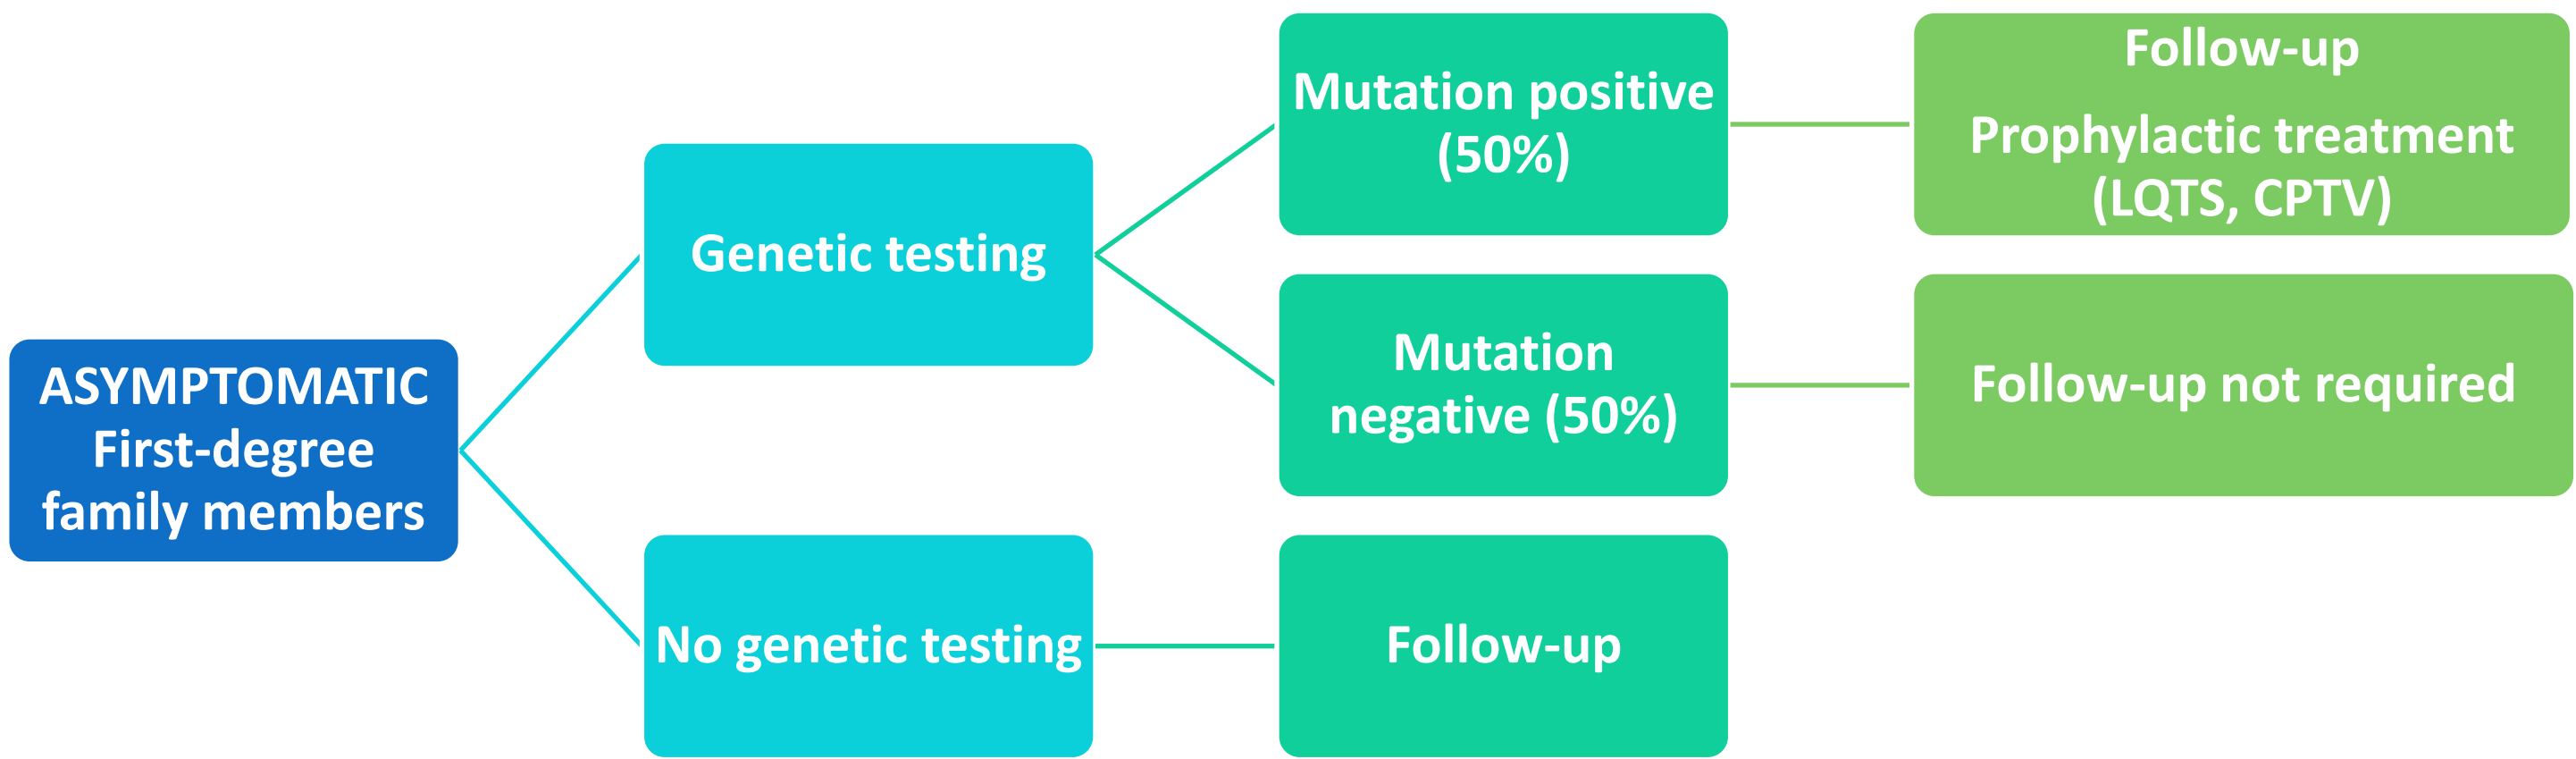 ASYMPTOMATIC
First-degree
family members
Genetic testing
No genetic testing
Mutation positive
(50%)
Mutation
negative (50%)
Follow-up
Follow-up
Prophylactic treatment
(LQTS, CPTV)
Follow-up not required